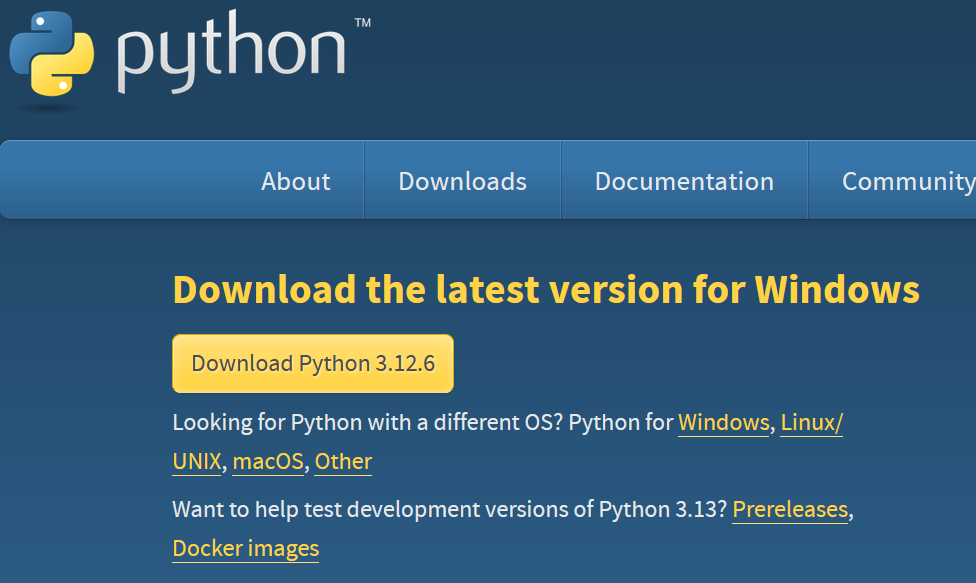 python™
About Downloads Documentation Community
Download the latest version for Windows
Download Python 3.12.6
Looking for Python with a different OS? Python for Windows, Linux/
UNIX, macOS, Other
Want to help test development versions of Python 3.13? Prereleases,
Docker images